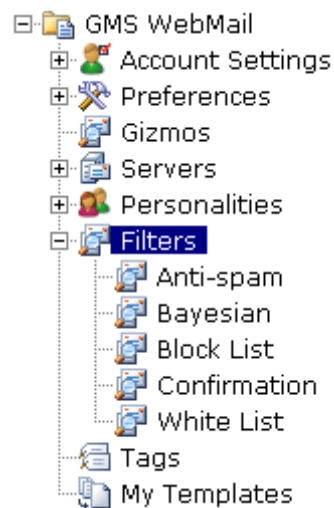 GMS WebMail
Account Settings
Preferences
Gizmos
Servers
Personalities
Filters
Anti-spam
Bayesian
Block List
Confirmation
White List
Tags
My Templates